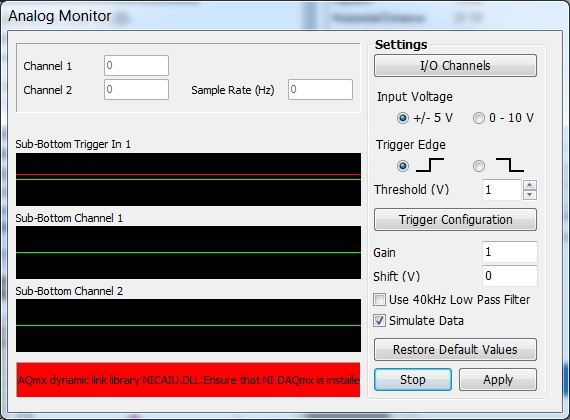 Analog Monitor
Settings
Channel 1 0
Channel 2 0 Sample Rate (Hz) 0
I/O Channels
Input Voltage
+/- 5 V 0 - 10 V
Sub-Bottom Trigger In 1
Trigger Edge
Threshold (V) 1
Sub-Bottom Channel 1
Trigger Configuration
Gain 1
Shift (V) 0
Sub-Bottom Channel 2
Use 40kHz Low Pass Filter
Simulate Data
Restore Default Values
AQmx dynamic link library NICAIU.DLL.Ensure that NI-DAQmx is installe
Stop Apply